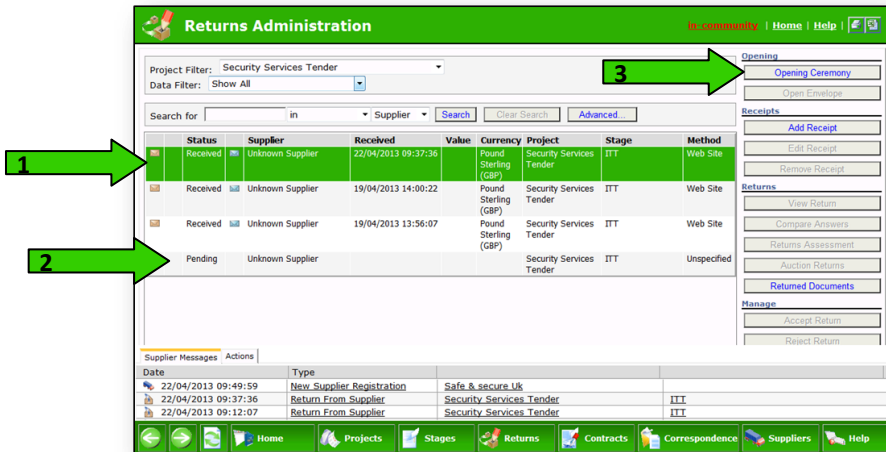 Returns Administration
in-community | Home | Help |
Project Filter: Security Services Tender
Data Filter: Show All
Search for in Supplier Search Clear Search Advanced...
Status Supplier Received Value Currency Project Stage Method
Received Unknown Supplier 22/04/2013 09:37:36 Pound Security Services ITT Web Site
Sterling Tender
(GBP)
Received Unknown Supplier 19/04/2013 14:00:22 Pound Security Services ITT Web Site
Sterling Tender
(GBP)
Received Unknown Supplier 19/04/2013 13:56:07 Pound Security Services ITT Web Site
Sterling Tender
(GBP)
Pending Unknown Supplier Security Services ITT Unspecified
Tender
1
2
3
Opening
Opening Ceremony
Open Envelope
Receipts
Add Receipt
Edit Receipt
Remove Receipt
Returns
View Return
Compare Answers
Returns Assessment
Auction Returns
Returned Documents
Manage
Accept Return
Reject Return
Supplier Messages Actions
Date Type
22/04/2013 09:49:59 New Supplier Registration Safe & secure Uk
22/04/2013 09:37:36 Return From Supplier Security Services Tender ITT
22/04/2013 09:12:07 Return From Supplier Security Services Tender ITT
Home Projects Stages Returns Contracts Correspondence Suppliers Help